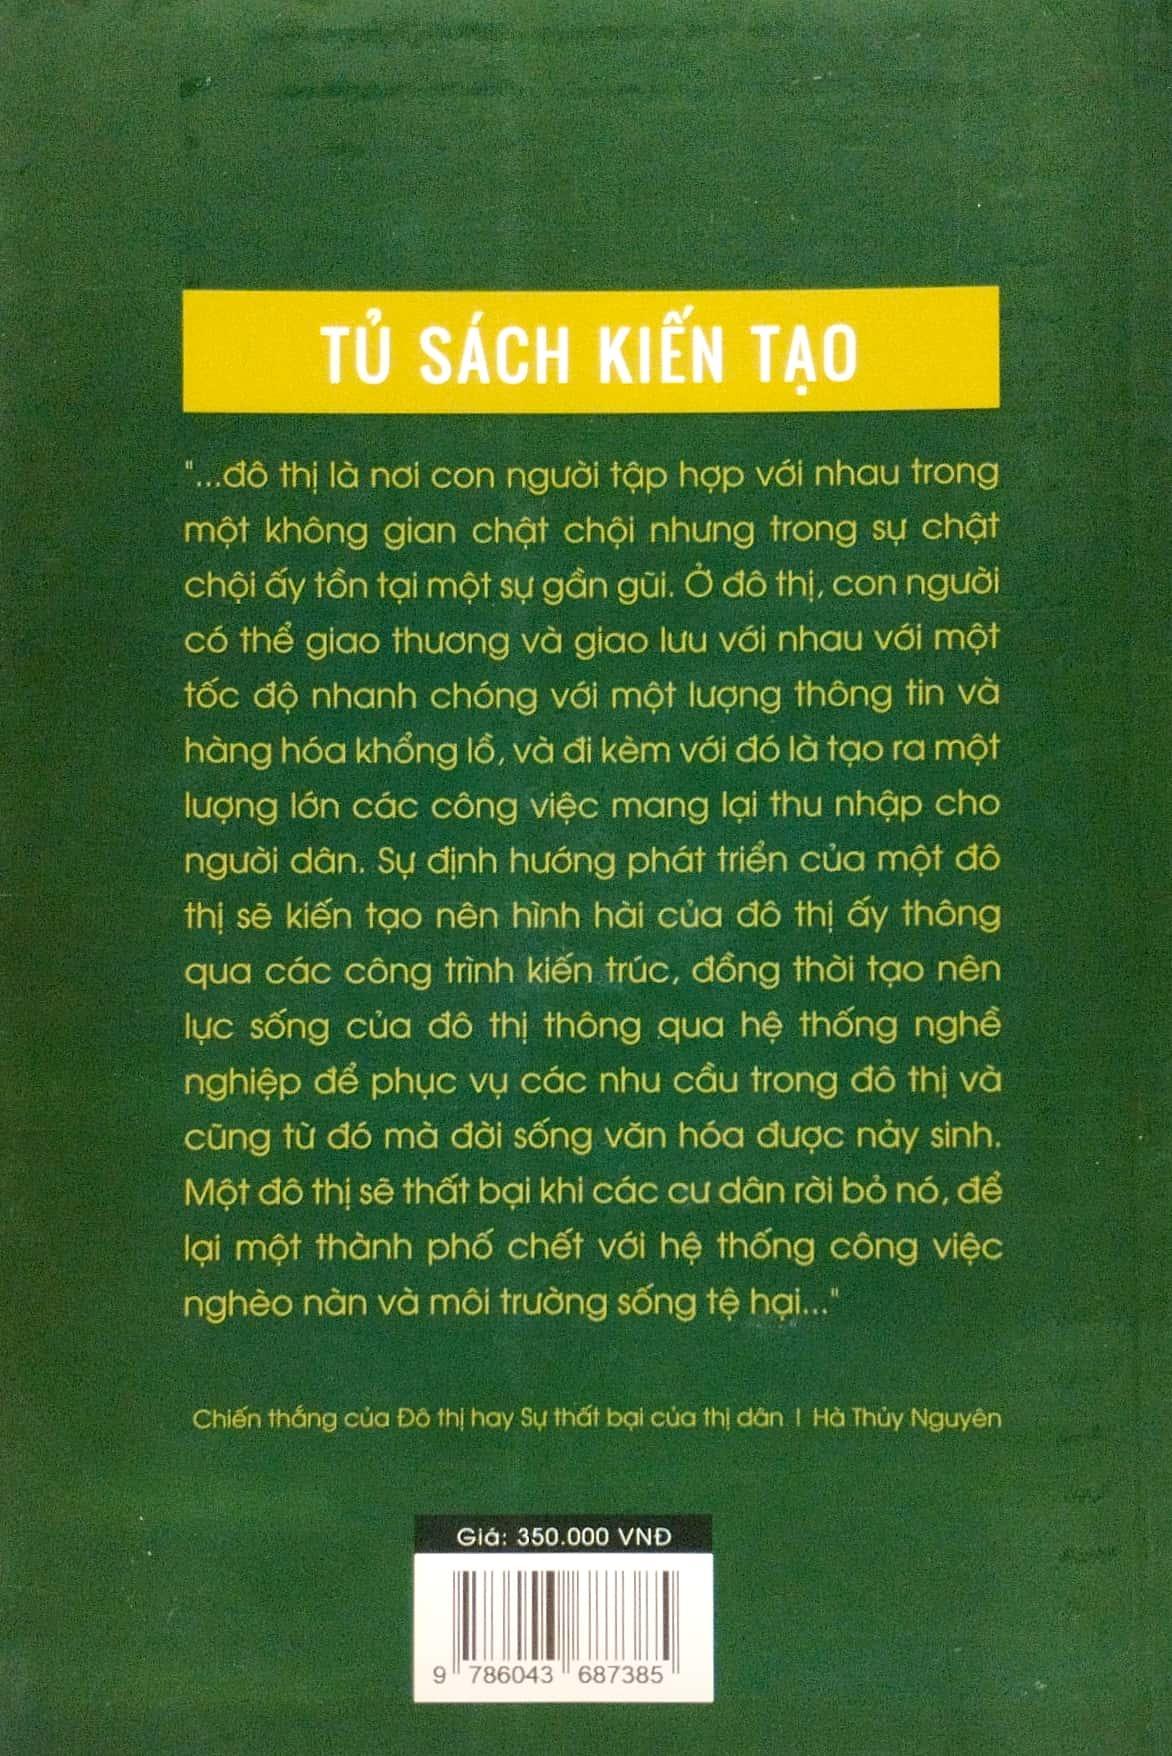 TỦ SÁCH KIẾN TẠO
"...đô thị là nơi con người tập hợp với nhau trong
một không gian chật chội nhưng trong sự chật
chội ấy tồn tại một sự gần gũi. Ở đô thị, con người
có thể giao thương và giao lưu với nhau với một
tốc độ nhanh chóng với một lượng thông tin và
hàng hóa khổng lồ, và đi kèm với đó là tạo ra một
lượng lớn các công việc mang lại thu nhập cho
người dân. Sự định hướng phát triển của một đô
thị sẽ kiến tạo nên hình hài của đô thị ấy thông
qua các công trình kiến trúc, đồng thời tạo nên
lực sống của đô thị thông qua hệ thống nghề
nghiệp để phục vụ các nhu cầu trong đô thị và
cũng từ đó mà đời sống văn hóa được nảy sinh.
Một đô thị sẽ thất bại khi các cư dân rời bỏ nó, để
lại một thành phố chết với hệ thống công việc
nghèo nàn và môi trường sống tệ hại..."
Chiến thắng của Đô thị hay Sự thất bại của thị dân | Hà Thủy Nguyên
Giá: 350.000 VNĐ
9 786043 687385